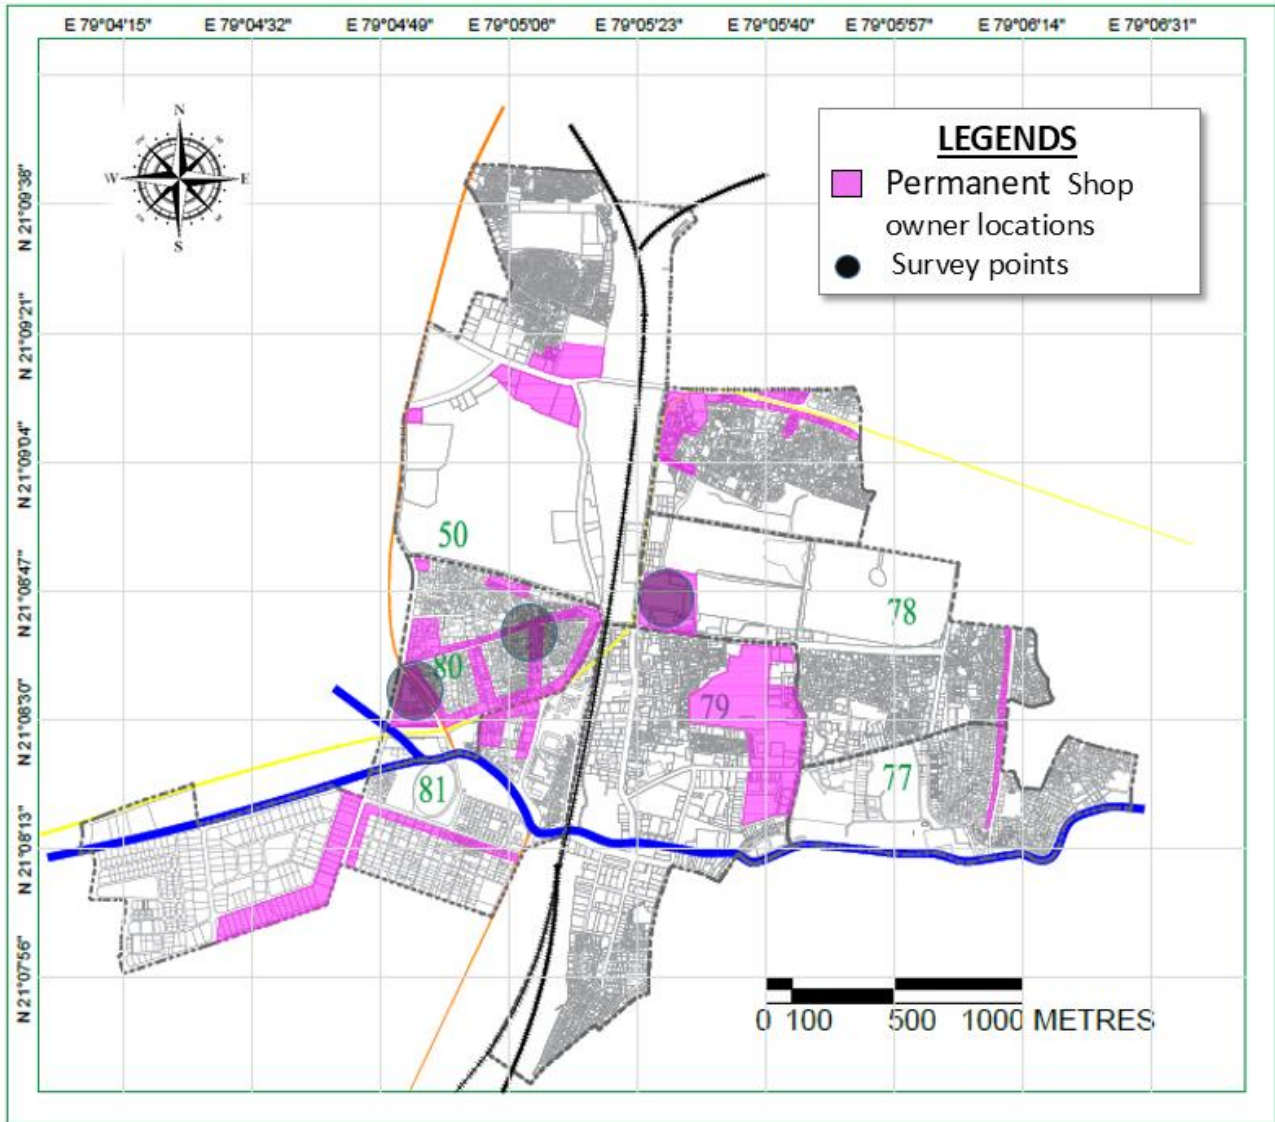 E 79°04'15" E 79°04'32" E 79°04'49" E 79°05'06" E 79°05'23" E 79°05'40" E 79°05'57" E 79°06'14" E 79°06'31"
N
W E
S
LEGENDS
Permanent Shop
owner locations
Survey points
N 21°09'38"
N 21°09'21"
N 21°09'04"
N 21°08'47"
N 21°08'30"
N 21°08'13"
N 21°07'56"
50
78
80
79
77
81
0 100 500 1000 METRES